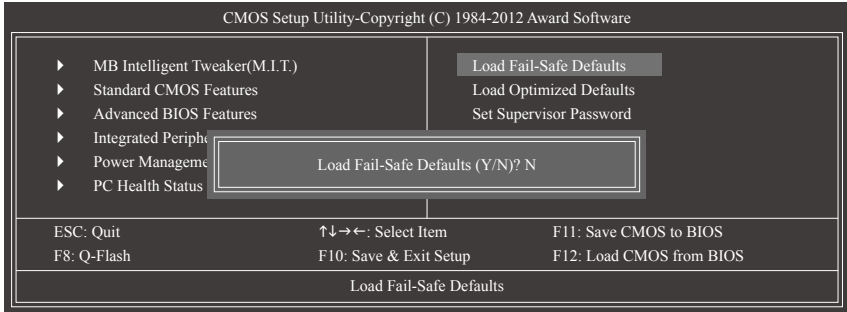 CMOS Setup Utility-Copyright (C) 1984-2012 Award Software
MB Intelligent Tweaker(M.I.T.)
Standard CMOS Features
Advanced BIOS Features
Integrated Periphe
Power Manageme
PC Health Status
Load Fail-Safe Defaults
Load Optimized Defaults
Set Supervisor Password
Load Fail-Safe Defaults (Y/N)? N
ESC: Quit ↑↓→←: Select Item F11: Save CMOS to BIOS
F8: Q-Flash F10: Save & Exit Setup F12: Load CMOS from BIOS
Load Fail-Safe Defaults